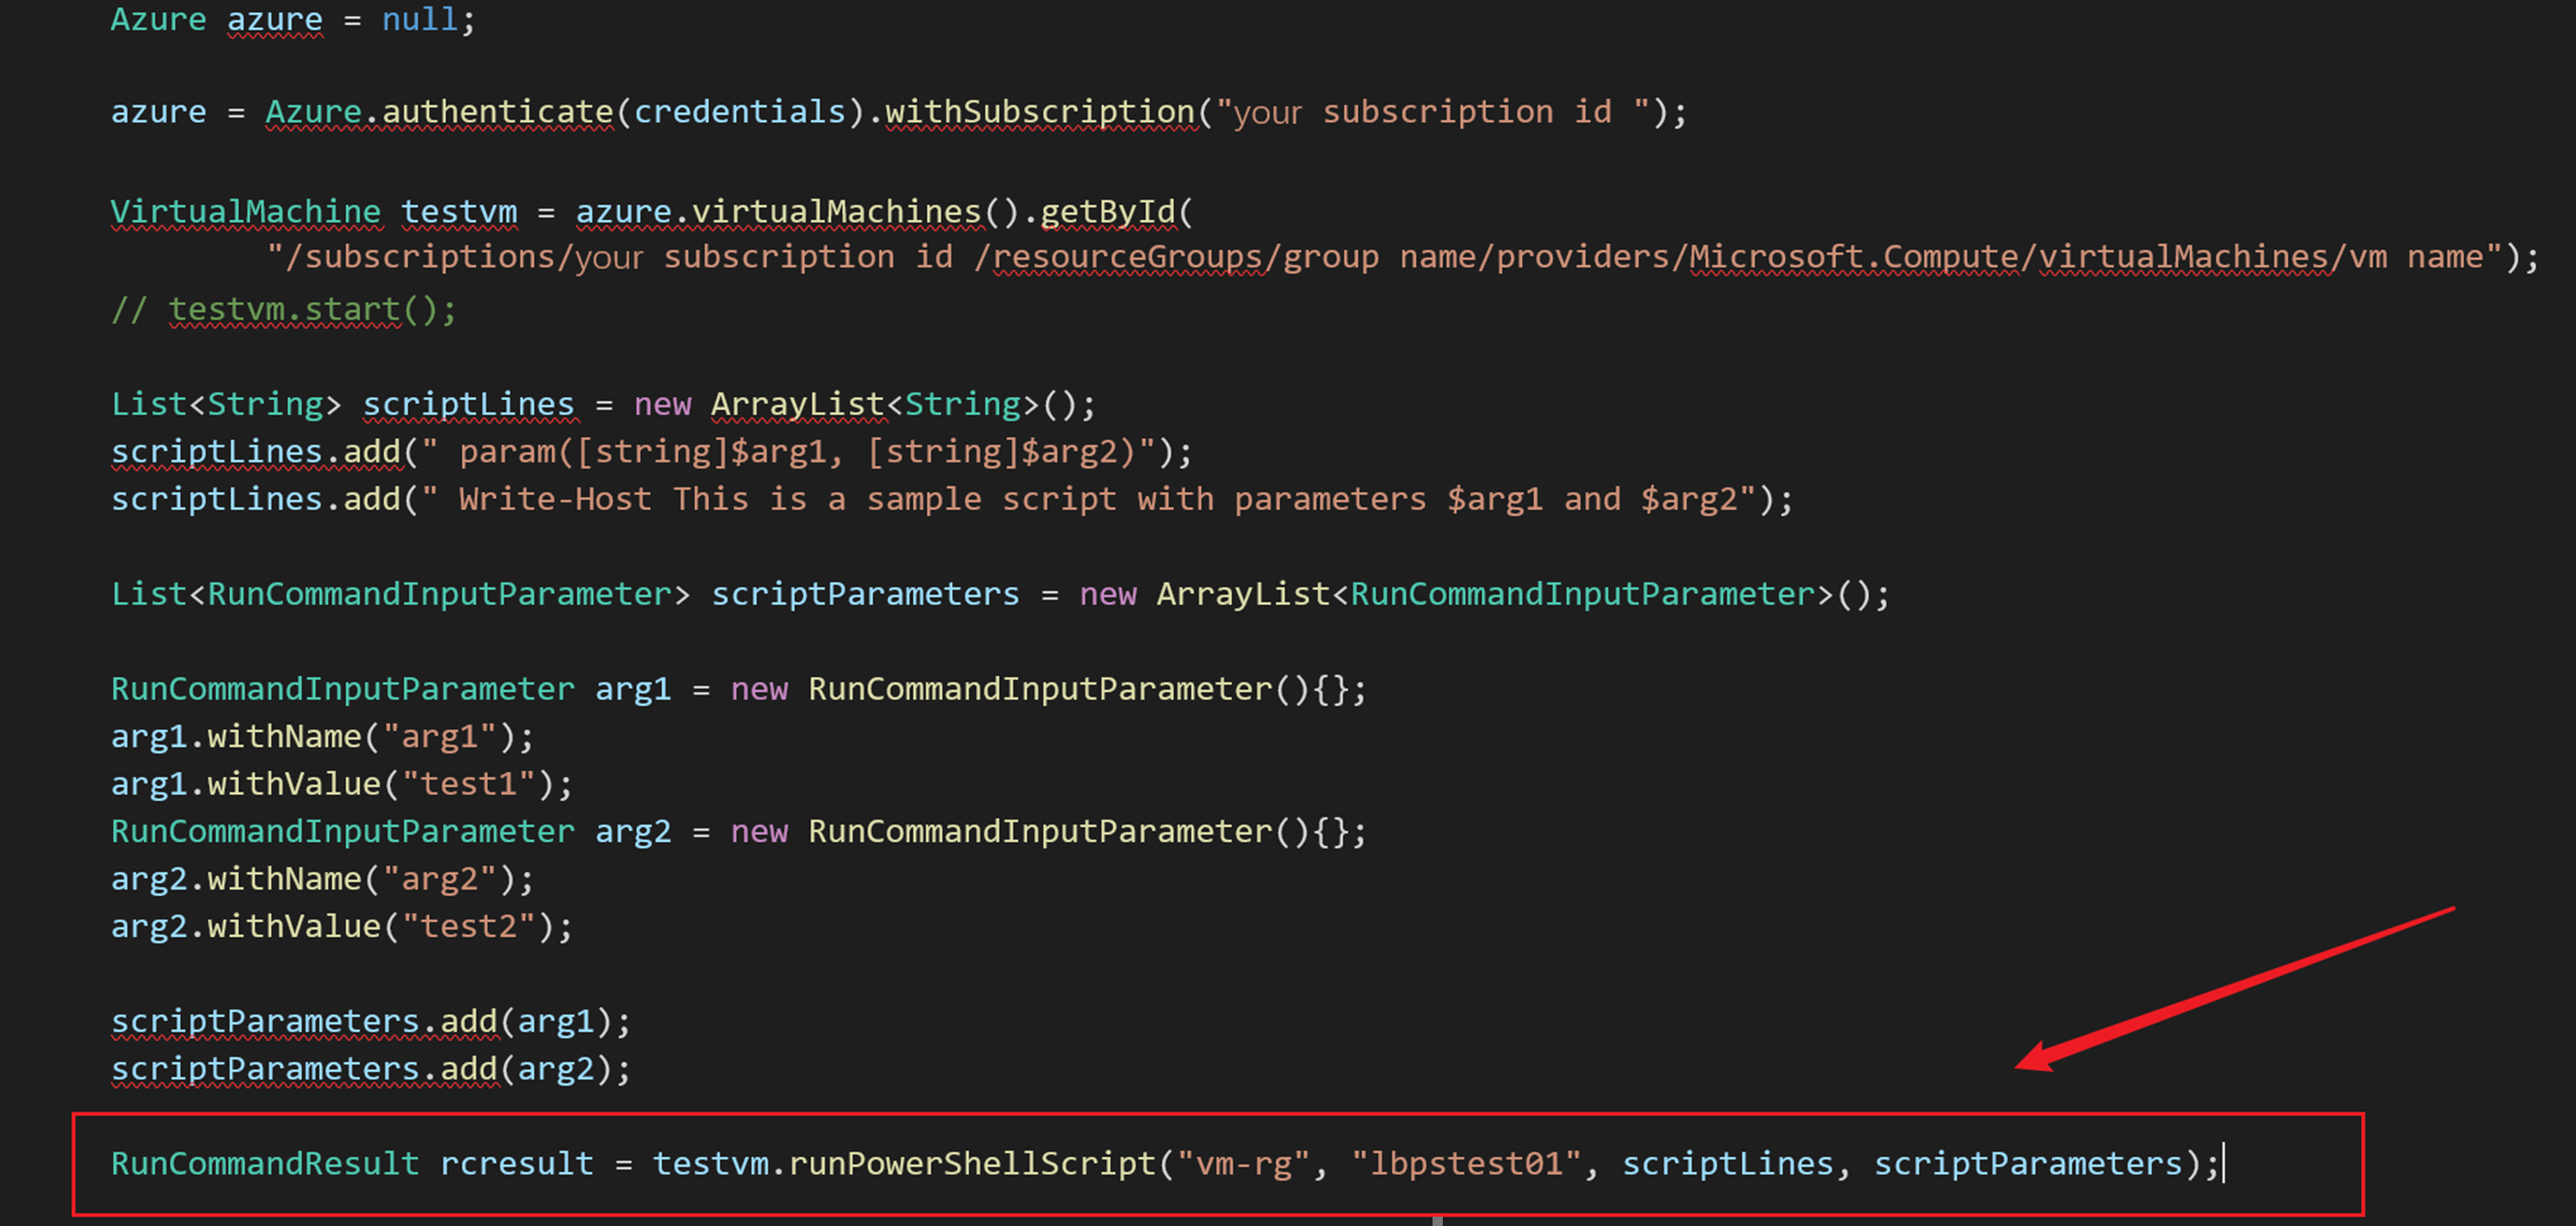 Azure azure = null;
azure = Azure.authenticate(credentials).withSubscription("your subscription id ");
VirtualMachine testvm = azure.virtualMachines().getById(
"/subscriptions/your subscription id /resourceGroups/group name/providers/Microsoft.Compute/virtualMachines/vm name");
// testvm.start();
List<String> scriptLines = new ArrayList<String>();
scriptLines.add(" param([string]$arg1, [string]$arg2)");
scriptLines.add(" Write-Host This is a sample script with parameters $arg1 and $arg2");
List<RunCommandInputParameter> scriptParameters = new ArrayList<RunCommandInputParameter>();
RunCommandInputParameter arg1 = new RunCommandInputParameter(){};
arg1.withName("arg1");
arg1.withValue("test1");
RunCommandInputParameter arg2 = new RunCommandInputParameter(){};
arg2.withName("arg2");
arg2.withValue("test2");
scriptParameters.add(arg1);
scriptParameters.add(arg2);
RunCommandResult rcresult = testvm.runPowerShellScript("vm-rg", "lbpstest01", scriptLines, scriptParameters);